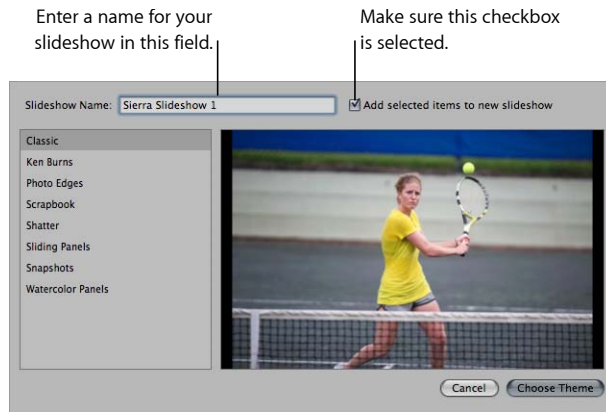 Enter a name for your
slideshow in this field.
Make sure this checkbox
is selected.
Slideshow Name: Sierra Slideshow 1
Add selected items to new slideshow
Classic
Ken Burns
Photo Edges
Scrapbook
Shatter
Sliding Panels
Snapshots
Watercolor Panels
Cancel
Choose Theme